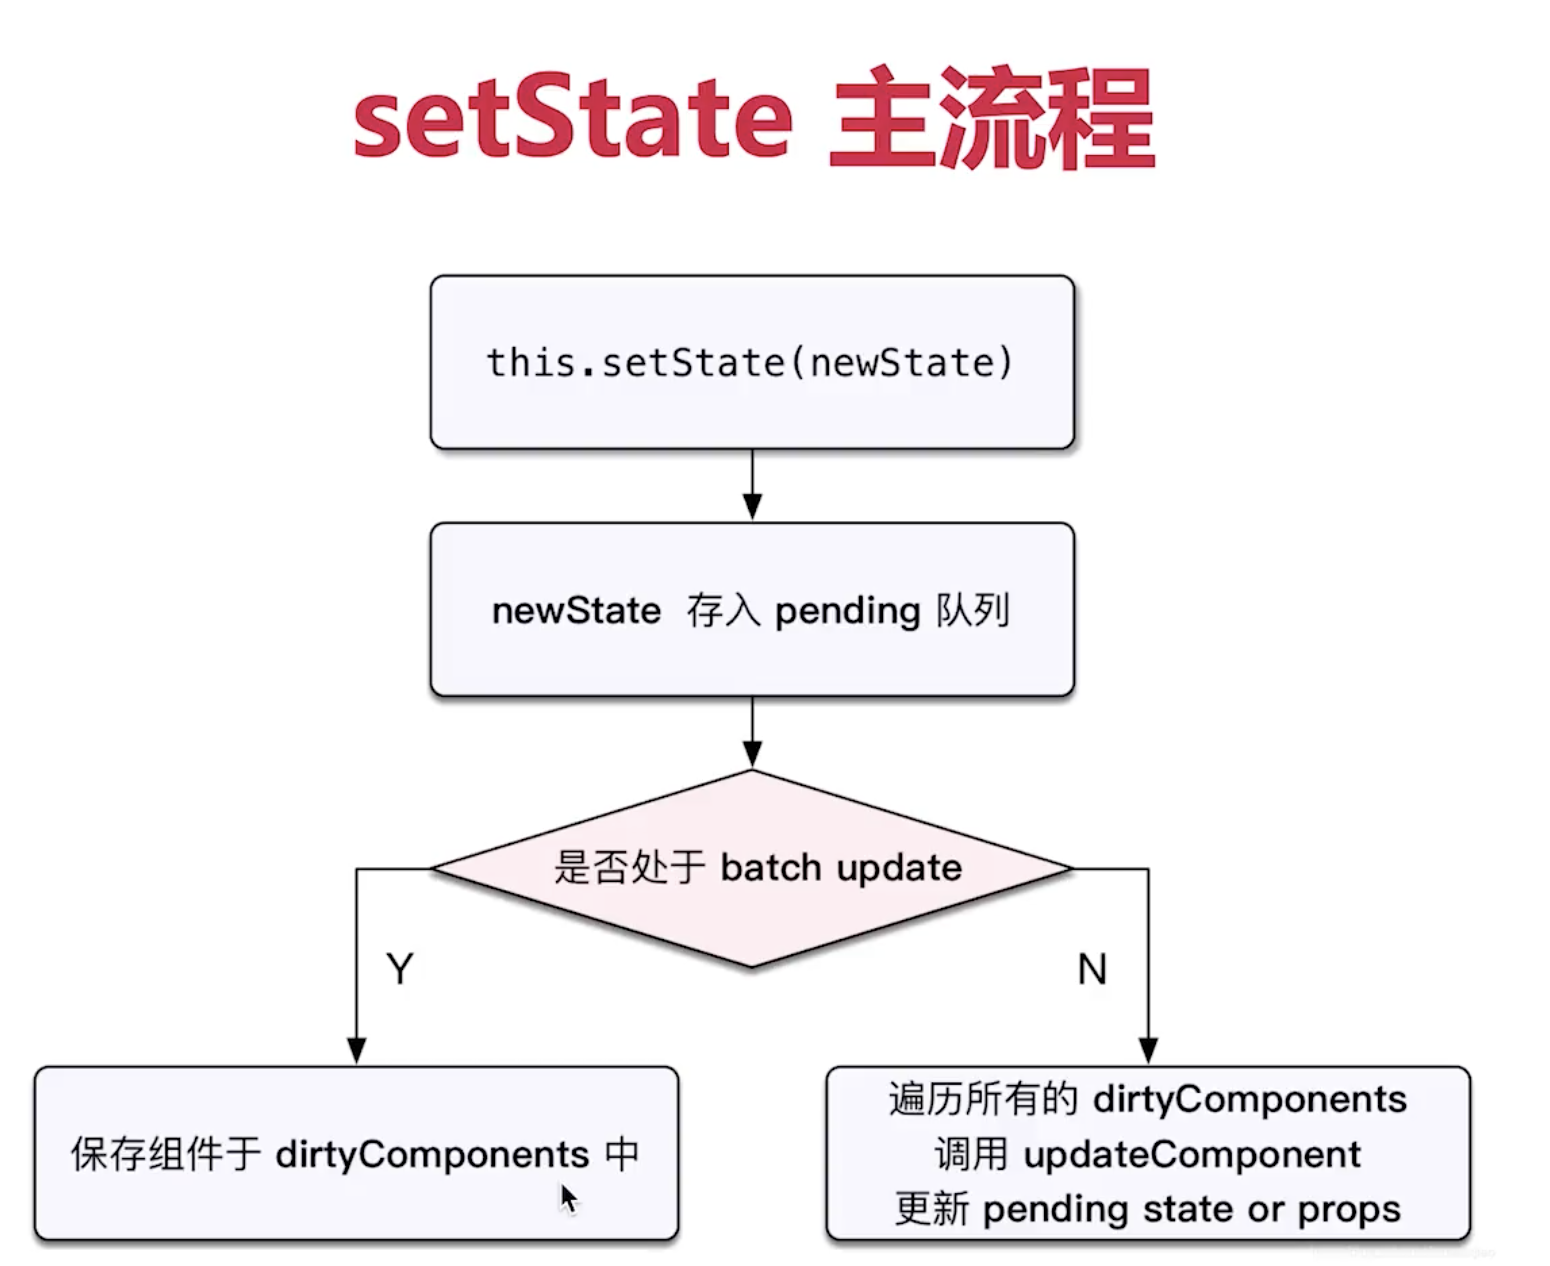 setState 主流程
this.setState(newState)
newState 存入 pending 队列
是否处于 batch update
Y
N
保存组件于 dirtyComponents 中
遍历所有的 dirtyComponents
调用 updateComponent
更新 pending state or props